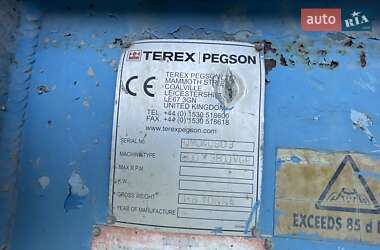 auto RIA
TEREX PEGSON
CE
TEREX PEGSON
MAMMOTH STREET
COALVILLE
LEICESTERSHIRE
LE67 3GN
UNITED KINGDOM
TEL +44 (0) 1530 518600
FAX +44 (0) 1530 518618
www.terexpegson.com
SERIAL No
MACHINE TYPE
MAX R.P.M.
K.W.
GROSS WEIGHT
YEAR OF MANUFACTURE
EXCEEDS 85 d